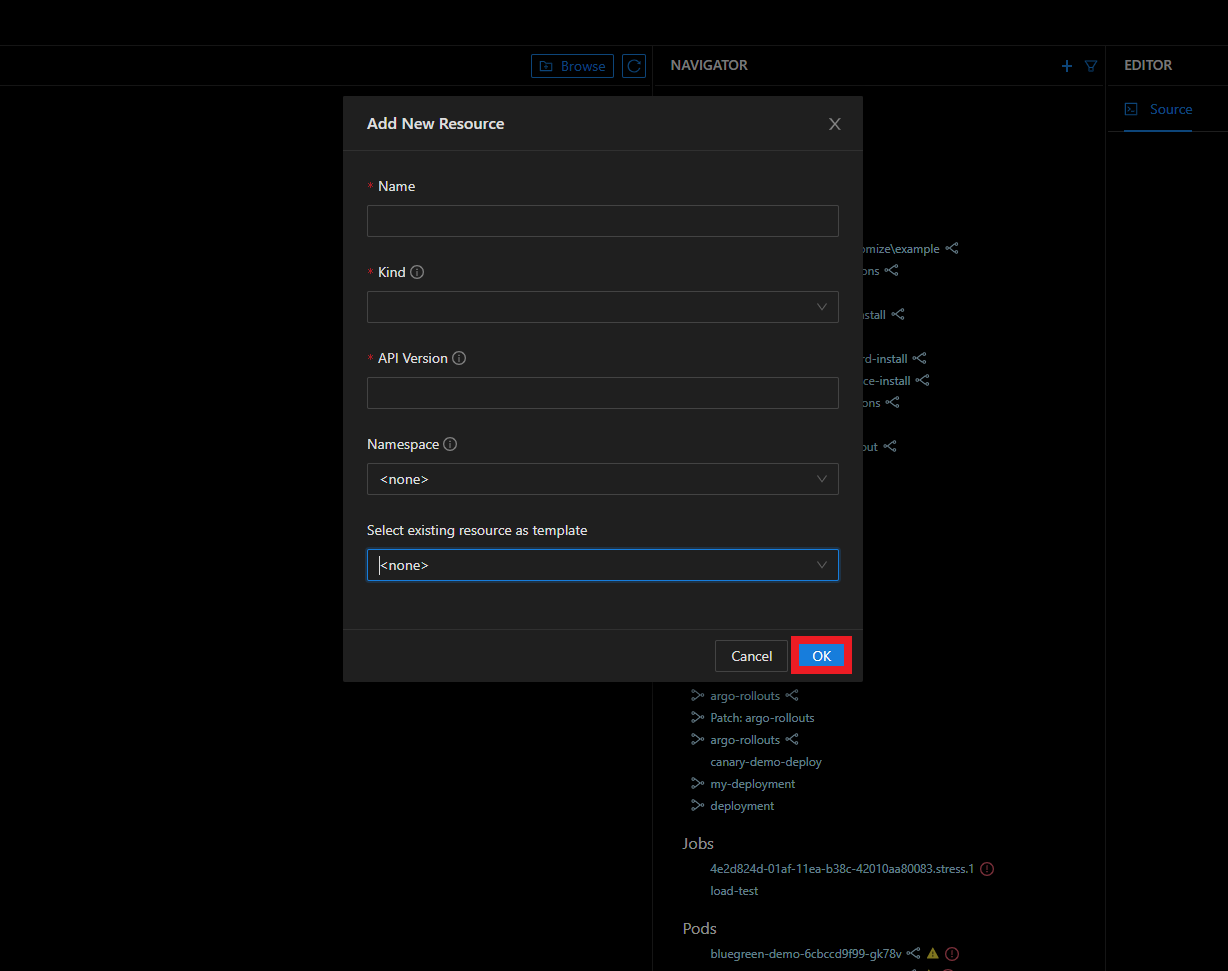 Browse
NAVIGATOR
EDITOR
Source
Add New Resource
* Name
* Kind
* API Version
Namespace
<none>
Select existing resource as template
<none>
Cancel
OK
omize\example
ons
nstall
rd-install
ce-install
ons
out
argo-rollouts
Patch: argo-rollouts
argo-rollouts
canary-demo-deploy
my-deployment
deployment
Jobs
4e2d824d-01af-11ea-b38c-42010aa80083.stress.1
load-test
Pods
bluegreen-demo-6cbccd9f99-gk78v